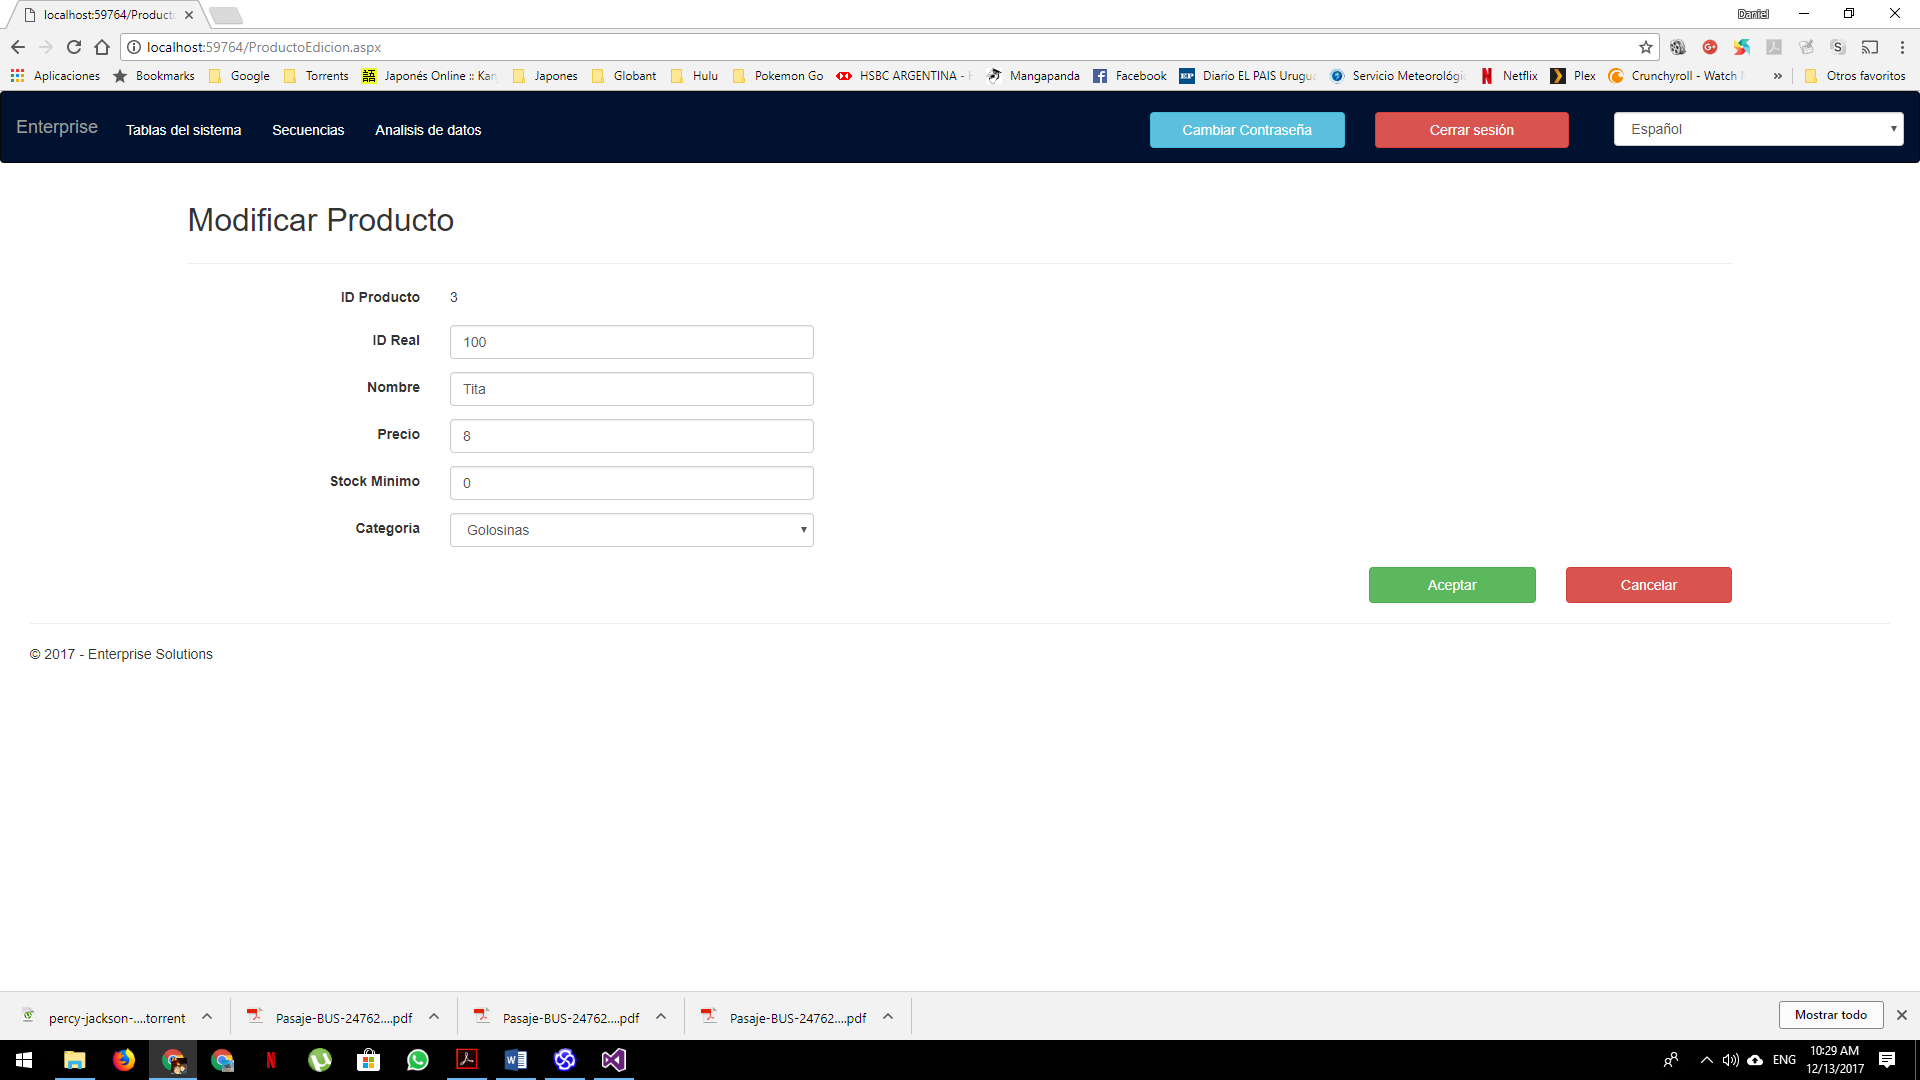 localhost:59764/Product
Daniel
localhost:59764/ProductoEdicion.aspx
Aplicaciones Bookmarks Google Torrents Japonés Online :: Kan Japones Globant Hulu Pokemon Go HSBC ARGENTINA - Mangapanda Facebook Diario EL PAIS Urugua Servicio Meteorológi Netflix Plex Crunchyroll - Watch » Otros favoritos
Enterprise Tablas del sistema Secuencias Analisis de datos Cambiar Contraseña Cerrar sesión Español
Modificar Producto
ID Producto 3
ID Real 100
Nombre Tita
Precio 8
Stock Minimo 0
Categoria Golosinas
Aceptar Cancelar
© 2017 - Enterprise Solutions
percy-jackson-....torrent Pasaje-BUS-24762....pdf Pasaje-BUS-24762....pdf Pasaje-BUS-24762....pdf Mostrar todo
ENG 10:29 AM
12/13/2017